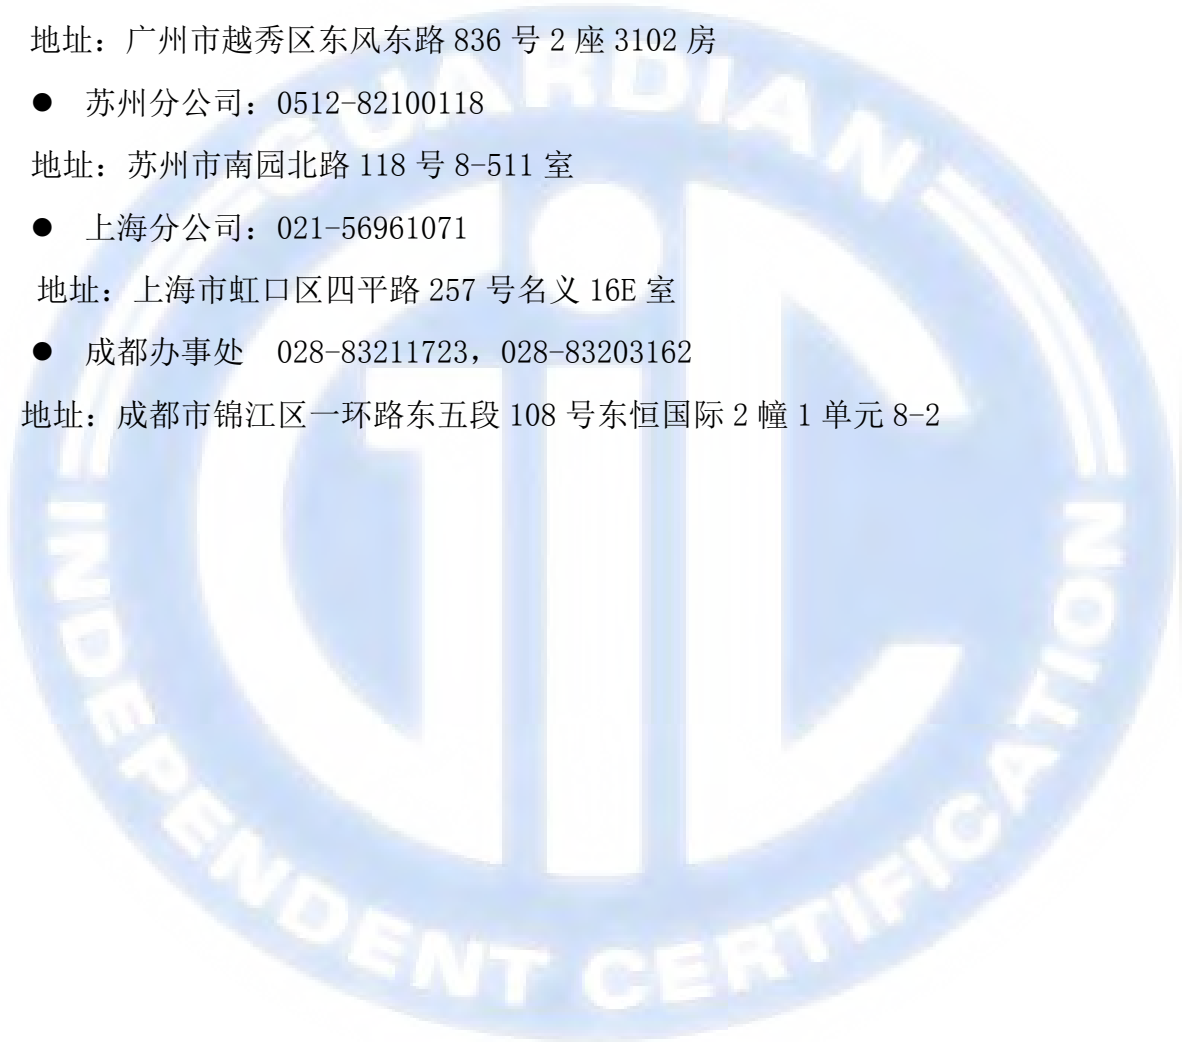 地址：广州市越秀区东风东路 836 号 2 座 3102 房
● 苏州分公司：0512-82100118
地址：苏州市南园北路 118 号 8-511 室
● 上海分公司：021-56961071
地址：上海市虹口区四平路 257 号名义 16E 室
● 成都办事处 028-83211723，028-83203162
地址：成都市锦江区一环路东五段 108 号东恒国际 2 幢 1 单元 8-2
GUARDIAN
GIC
INDEPENDENT CERTIFICATION